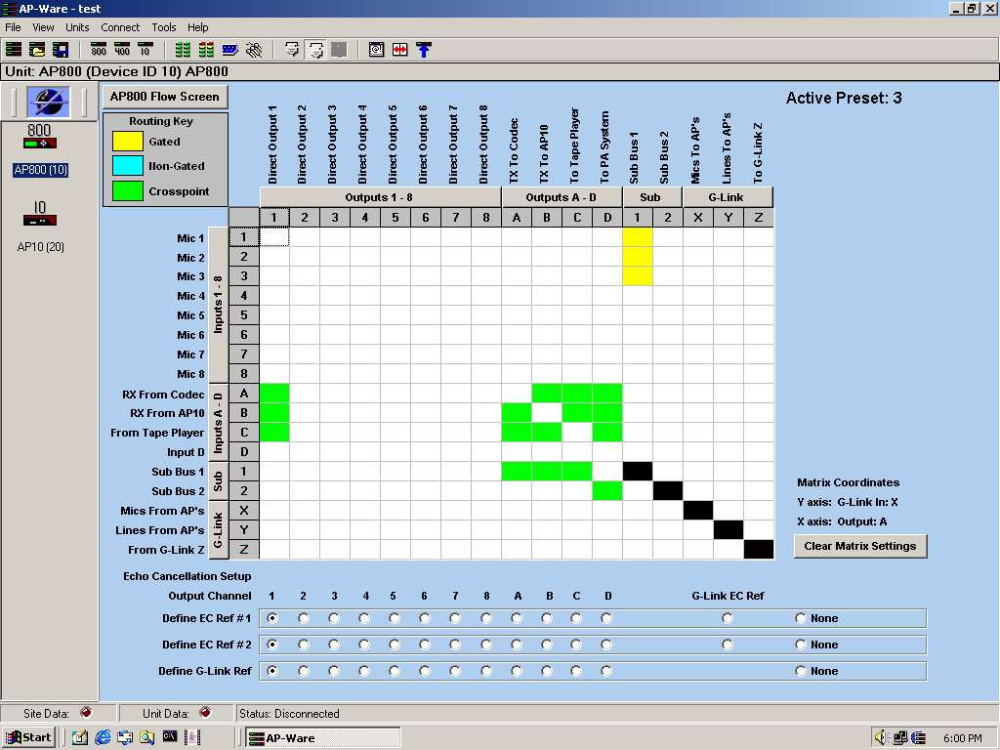 AP-Ware - test
File View Units Connect Tools Help
800 400 10
Unit: AP800 (Device ID 10) AP800
800
AP800 (10)
10
AP10 (20)
AP800 Flow Screen
Active Preset: 3
Routing Key
Gated
Non-Gated
Crosspoint
Direct Output 1
Direct Output 2
Direct Output 3
Direct Output 4
Direct Output 5
Direct Output 6
Direct Output 7
Direct Output 8
TX To Codec
TX To AP10
To Tape Player
To PA System
Sub Bus 1
Sub Bus 2
Mics To AP's
Lines To AP's
To G-Link Z
Outputs 1 - 8 Outputs A - D Sub G-Link
1 2 3 4 5 6 7 8 A B C D 1 2 X Y Z
Inputs 1 - 8
Mic 1 1
Mic 2 2
Mic 3 3
Mic 4 4
Mic 5 5
Mic 6 6
Mic 7 7
Mic 8 8
Inputs A - D
RX From Codec A
RX From AP10 B
From Tape Player C
Input D D
Sub
Sub Bus 1 1
Sub Bus 2 2
G-Link
Mics From AP's X
Lines From AP's Y
From G-Link Z Z
Matrix Coordinates
Y axis: G-Link In: X
X axis: Output: A
Clear Matrix Settings
Echo Cancellation Setup
Output Channel 1 2 3 4 5 6 7 8 A B C D G-Link EC Ref
Define EC Ref # 1 None
Define EC Ref # 2 None
Define G-Link Ref None
Site Data: Unit Data: Status: Disconnected
Start AP-Ware 6:00 PM